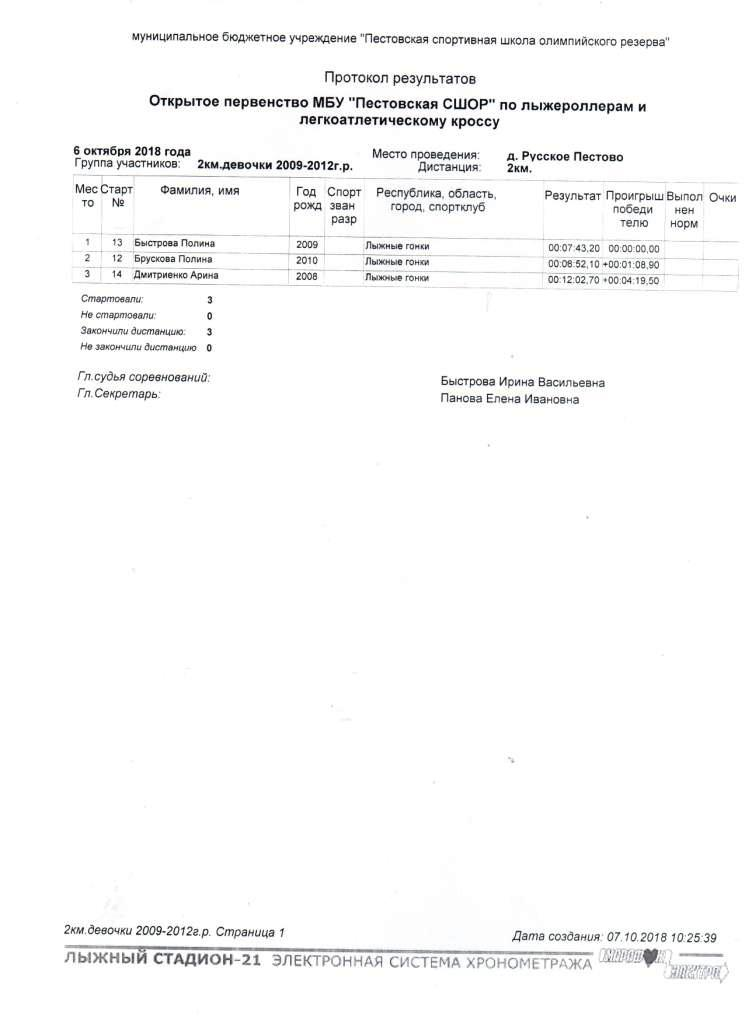 муниципальное бюджетное учреждение "Пестовская спортивная школа олимпийского резерва"
Протокол результатов
Открытое первенство МБУ "Пестовская СШОР" по лыжероллерам и
легкоатлетическому кроссу
6 октября 2018 года Место проведения: д. Русское Пестово
Группа участников: 2км.девочки 2009-2012г.р. Дистанция: 2км.
Мес Старт Фамилия, имя Год Спорт Республика, область, Результат Проигрыш Выпол Очки
то № рожд зван город, спортклуб победи нен
разр телю норм
1 13 Быстрова Полина 2009 Лыжные гонки 00:07:43,20 00:00:00,00
2 12 Брускова Полина 2010 Лыжные гонки 00:08:52,10 +00:01:08,90
3 14 Дмитриенко Арина 2008 Лыжные гонки 00:12:02,70 +00:04:19,50
Стартовали: 3
Не стартовали: 0
Закончили дистанцию: 3
Не закончили дистанцию 0
Гл.судья соревнований: Быстрова Ирина Васильевна
Гл.Секретарь: Панова Елена Ивановна
2км.девочки 2009-2012г.р. Страница 1 Дата создания: 07.10.2018 10:25:39
ЛЫЖНЫЙ СТАДИОН-21 ЭЛЕКТРОННАЯ СИСТЕМА ХРОНОМЕТРАЖА